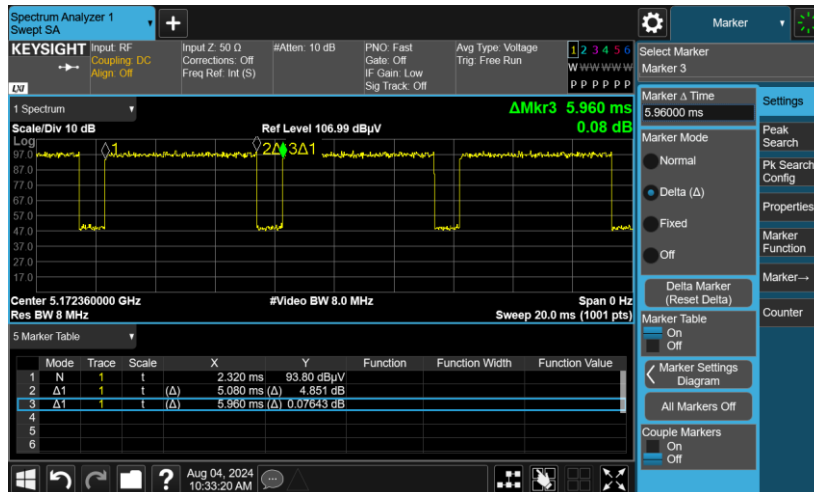 Spectrum Analyzer 1
Swept SA
+
Marker
KEYSIGHT
Input: RF
Coupling: DC
Align: Off
Input Z: 50 Ω
Corrections: Off
Freq Ref: Int (S)
#Atten: 10 dB
PNO: Fast
Gate: Off
IF Gain: Low
Sig Track: Off
Avg Type: Voltage
Trig: Free Run
1 2 3 4 5 6
W W W W W W
P P P P P P
LXI
Select Marker
Marker 3
1 Spectrum
ΔMkr3 5.960 ms
0.08 dB
Scale/Div 10 dB
Ref Level 106.99 dBµV
Log
97.0
87.0
77.0
67.0
57.0
47.0
37.0
27.0
17.0
1
2Δ1
3Δ1
Center 5.172360000 GHz
#Video BW 8.0 MHz
Span 0 Hz
Res BW 8 MHz
Sweep 20.0 ms (1001 pts)
5 Marker Table
Mode Trace Scale X Y Function Function Width Function Value
1 N 1 t 2.320 ms 93.80 dBµV
2 Δ1 1 t (Δ) 5.080 ms (Δ) 4.851 dB
3 Δ1 1 t (Δ) 5.960 ms (Δ) 0.07643 dB
4
5
6
Marker Δ Time
5.96000 ms
Marker Mode
Normal
Delta (Δ)
Fixed
Off
Delta Marker
(Reset Delta)
Marker Table
On
Off
Marker Settings
Diagram
All Markers Off
Couple Markers
On
Off
Settings
Peak
Search
Pk Search
Config
Properties
Marker
Function
Marker→
Counter
?
Aug 04, 2024
10:33:20 AM